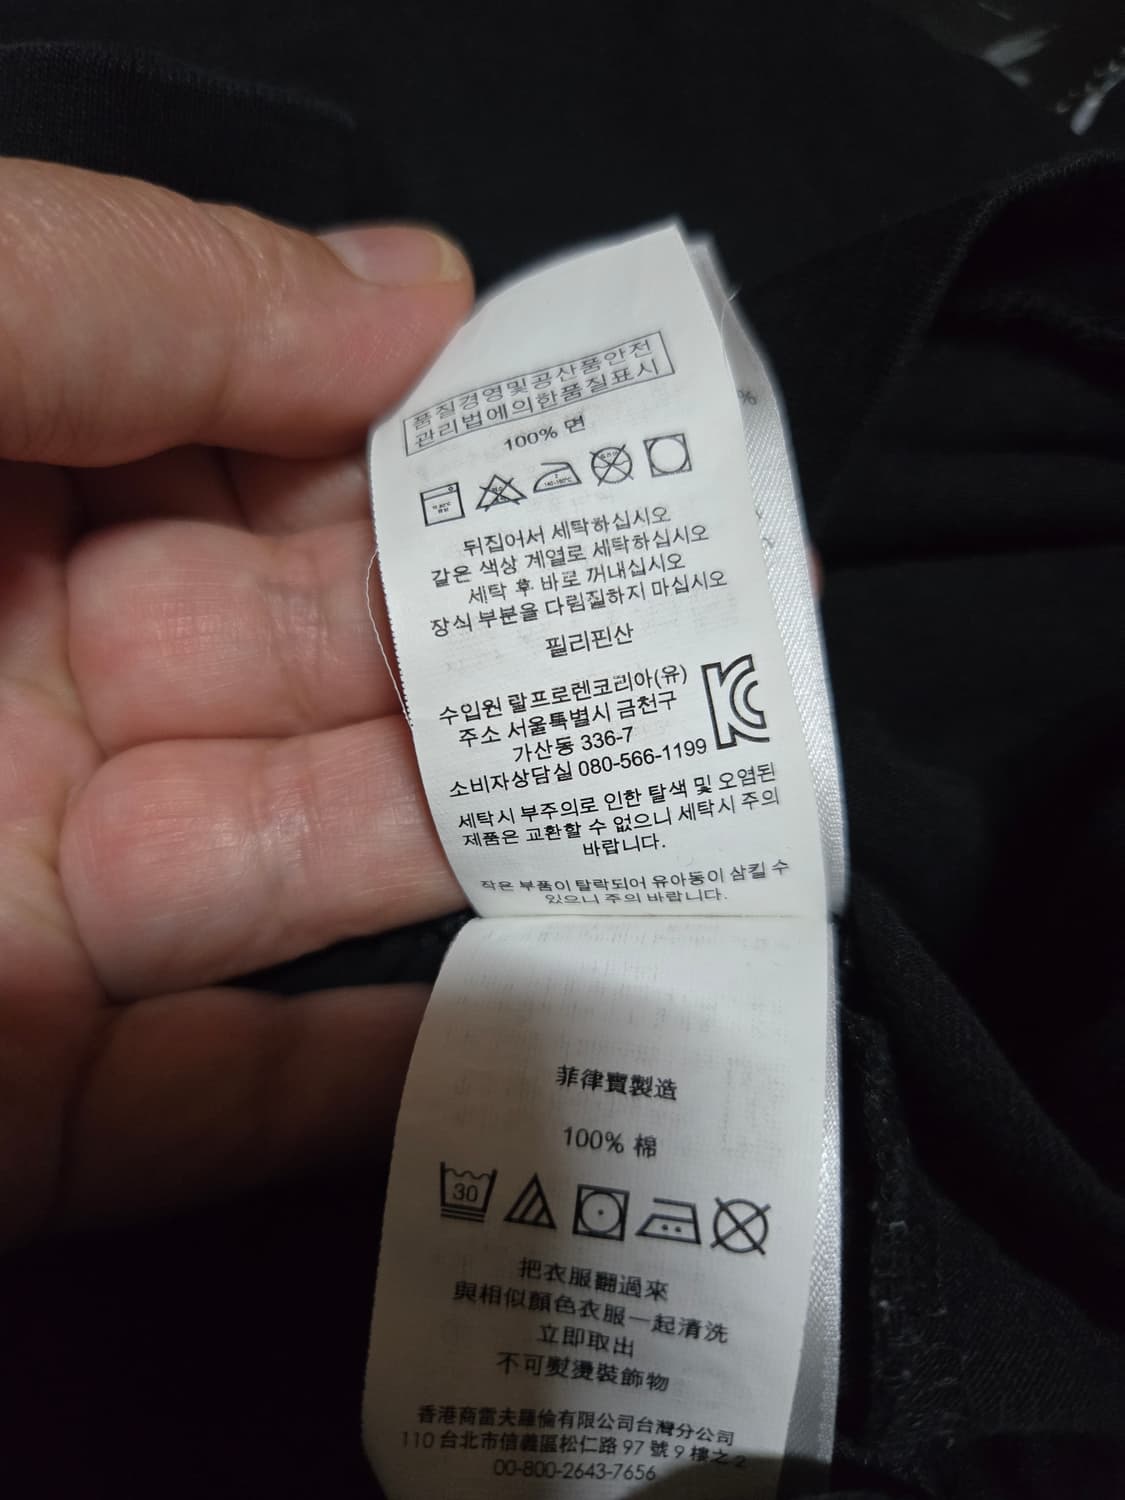 품질경영및공산품안전
관리법에의한품질표시
100% 면
뒤집어서 세탁하십시오
같은 색상 계열로 세탁하십시오
세탁 후 바로 꺼내십시오
장식 부분을 다림질하지 마십시오
필리핀산
수입원 랄프로렌코리아(유)
주소 서울특별시 금천구
가산동 336-7
소비자상담실 080-566-1199
세탁시 부주의로 인한 탈색 및 오염된
제품은 교환할 수 없으니 세탁시 주의
바랍니다.
작은 부품이 탈락되어 유아동이 삼킬 수
있으니 주의 바랍니다.
%
菲律賓製造
100% 棉
30
把衣服翻過來
與相似顏色衣服一起清洗
立即取出
不可熨燙裝飾物
香港商雷夫羅倫有限公司台灣分公司
110 台北市信義區松仁路 97 號 9 樓之 2
00-800-2643-7656